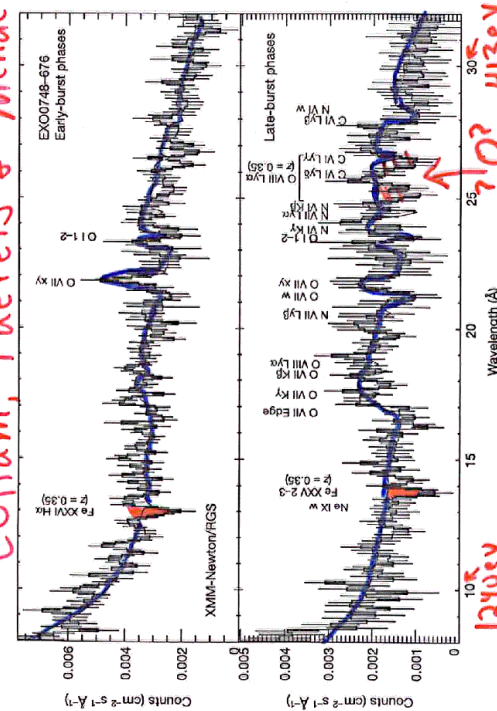 EXO0748–676
Early-burst phases
XMM-Newton/RGS
Fe XXVI Hα
(z = 0.35)
O VII xy
O I 1–2
0.006
0.004
0.002
Counts (cm⁻² s⁻¹ Å⁻¹)
Late-burst phases
Ne IX w
Fe XXV 2–3
(z = 0.35)
O VII Edge
O VII Kγ
O VII Kβ
O VIII Lyα
N VII Lyβ
O VII w
O VII xy
O I 1–2
N VI Kγ
N VII Lyα
N VI Kβ
O VIII Lyα
(z = 0.35)
C VI Lyδ
C VI Lyγ
C VI Lyβ
N VI w
0.005
0.004
0.003
0.002
0.001
0
Counts (cm⁻² s⁻¹ Å⁻¹)
10
15
20
25
30
Wavelength (Å)
1240eV
? O?